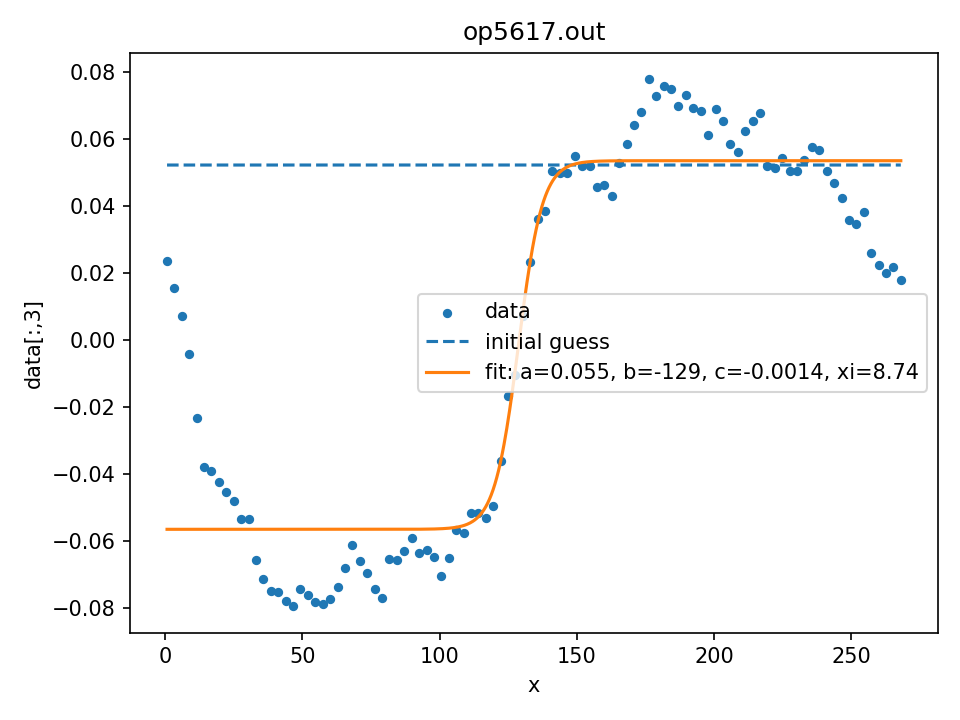 op5617.out
0.08
0.06
0.04
0.02
0.00
−0.02
−0.04
−0.06
−0.08
data[:,3]
data
initial guess
fit: a=0.055, b=-129, c=-0.0014, xi=8.74
0 50 100 150 200 250
x